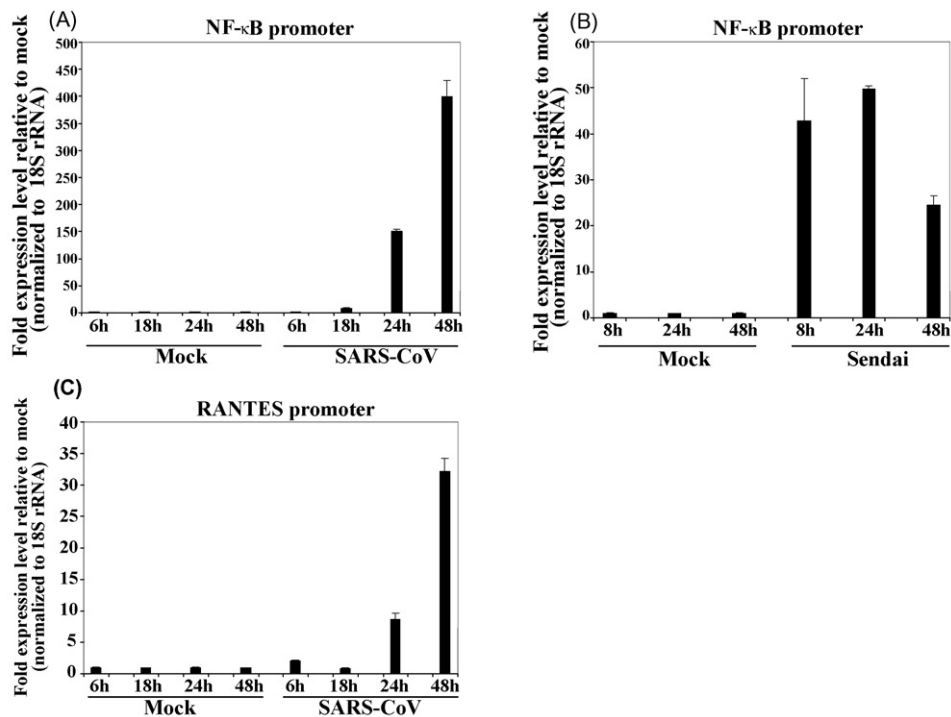 (A)
NF-κB promoter
Fold expression level relative to mock
(normalized to 18S rRNA)
500
450
400
350
300
250
200
150
100
50
0
6h 18h 24h 48h 6h 18h 24h 48h
Mock SARS-CoV
(B)
NF-κB promoter
Fold expression level relative to mock
(normalized to 18S rRNA)
60
50
40
30
20
10
0
8h 24h 48h 8h 24h 48h
Mock Sendai
(C)
RANTES promoter
Fold expression level relative to mock
(normalized to 18S rRNA)
40
35
30
25
20
15
10
5
0
6h 18h 24h 48h 6h 18h 24h 48h
Mock SARS-CoV